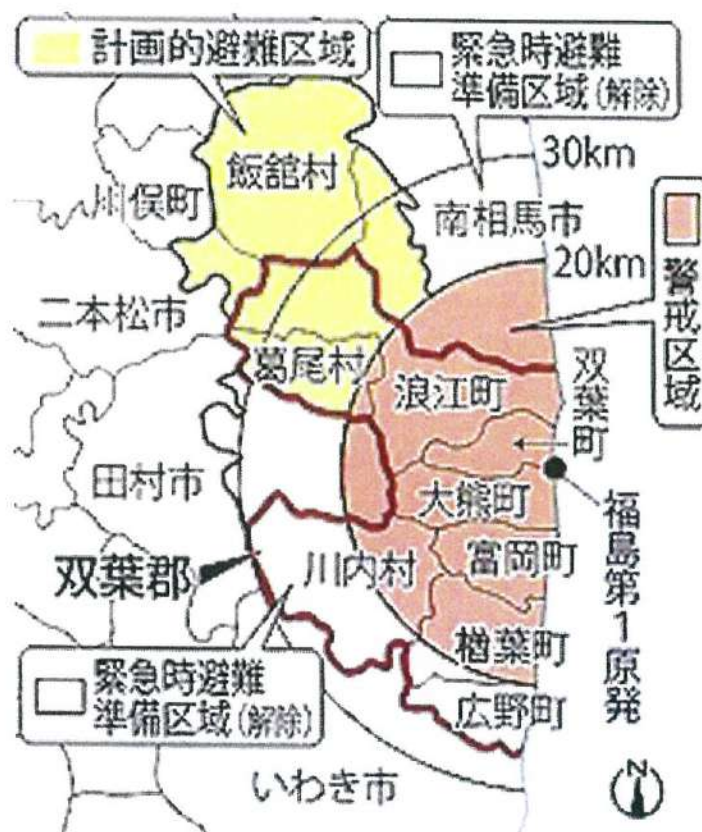 計画的避難区域
緊急時避難
準備区域(解除)
飯舘村
30km
川俣町
南相馬市
20km
警戒区域
二本松市
葛尾村
浪江町
双葉町
田村市
大熊町
福島第1原発
双葉郡
川内村
富岡町
楢葉町
緊急時避難
準備区域(解除)
広野町
いわき市
N